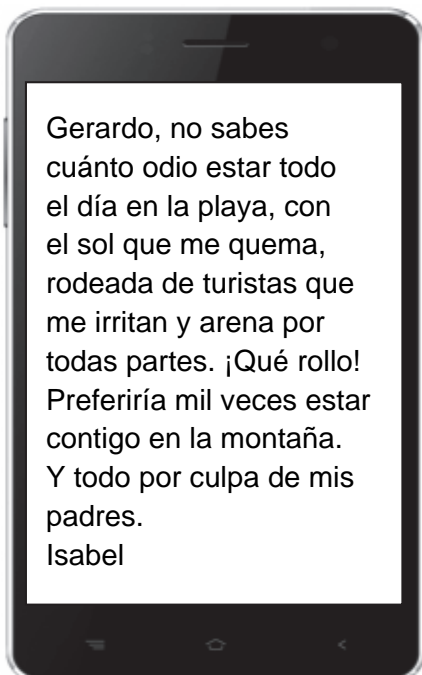 Gerardo, no sabes
cuánto odio estar todo
el día en la playa, con
el sol que me quema,
rodeada de turistas que
me irritan y arena por
todas partes. ¡Qué rollo!
Preferiría mil veces estar
contigo en la montaña.
Y todo por culpa de mis
padres.
Isabel